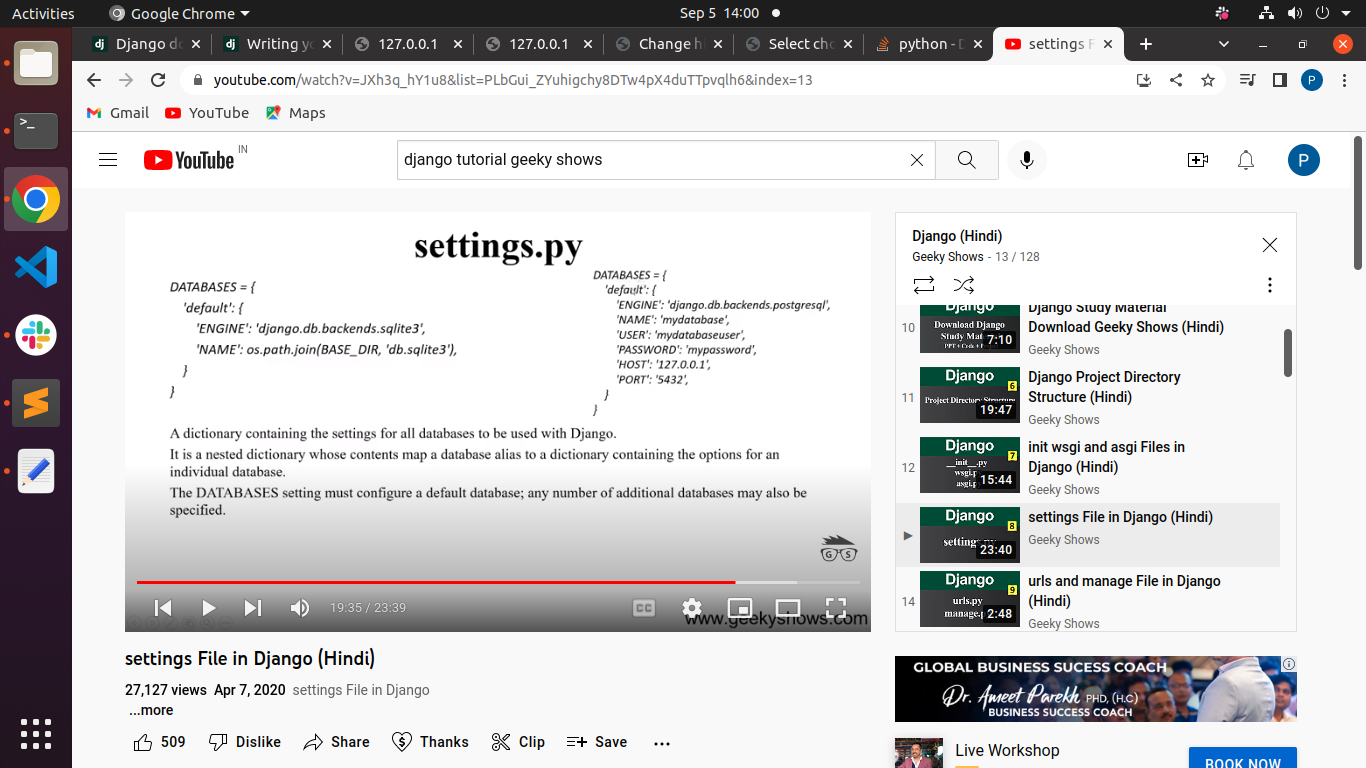 Activities
Google Chrome
Sep 5 14:00
Django do
Writing yo
127.0.0.1
127.0.0.1
Change h
Select cho
python - D
settings F
youtube.com/watch?v=JXh3q_hY1u8&list=PLbGui_ZYuhigchy8DTw4pX4duTTpvqlh6&index=13
P
Gmail
YouTube
Maps
YouTube IN
django tutorial geeky shows
P
settings.py
DATABASES = {
'default': {
'ENGINE': 'django.db.backends.sqlite3',
'NAME': os.path.join(BASE_DIR, 'db.sqlite3'),
}
}
DATABASES = {
'default': {
'ENGINE': 'django.db.backends.postgresql',
'NAME': 'mydatabase',
'USER': 'mydatabaseuser',
'PASSWORD': 'mypassword',
'HOST': '127.0.0.1',
'PORT': '5432',
}
}
A dictionary containing the settings for all databases to be used with Django.
It is a nested dictionary whose contents map a database alias to a dictionary containing the options for an
individual database.
The DATABASES setting must configure a default database; any number of additional databases may also be
specified.
G S
19:35 / 23:39
CC
www.geekyshows.com
settings File in Django (Hindi)
27,127 views Apr 7, 2020 settings File in Django
...more
509
Dislike
Share
Thanks
Clip
Save
Django (Hindi)
Geeky Shows - 13 / 128
10
Django
Download Django
Study Mat
PPT + Code +
7:10
Django Study Material
Download Geeky Shows (Hindi)
Geeky Shows
11
Django
6
Project Directory Structure
19:47
Django Project Directory
Structure (Hindi)
Geeky Shows
12
Django
7
__init__.py
wsgi.p
asgi.p
15:44
init wsgi and asgi Files in
Django (Hindi)
Geeky Shows
Django
8
settings.py
23:40
settings File in Django (Hindi)
Geeky Shows
14
Django
9
urls.py
manage.p
2:48
urls and manage File in Django
(Hindi)
Geeky Shows
GLOBAL BUSINESS SUCESS COACH
Dr. Ameet Parekh PHD, (H.C)
BUSINESS SUCCESS COACH
Live Workshop
BOOK NOW